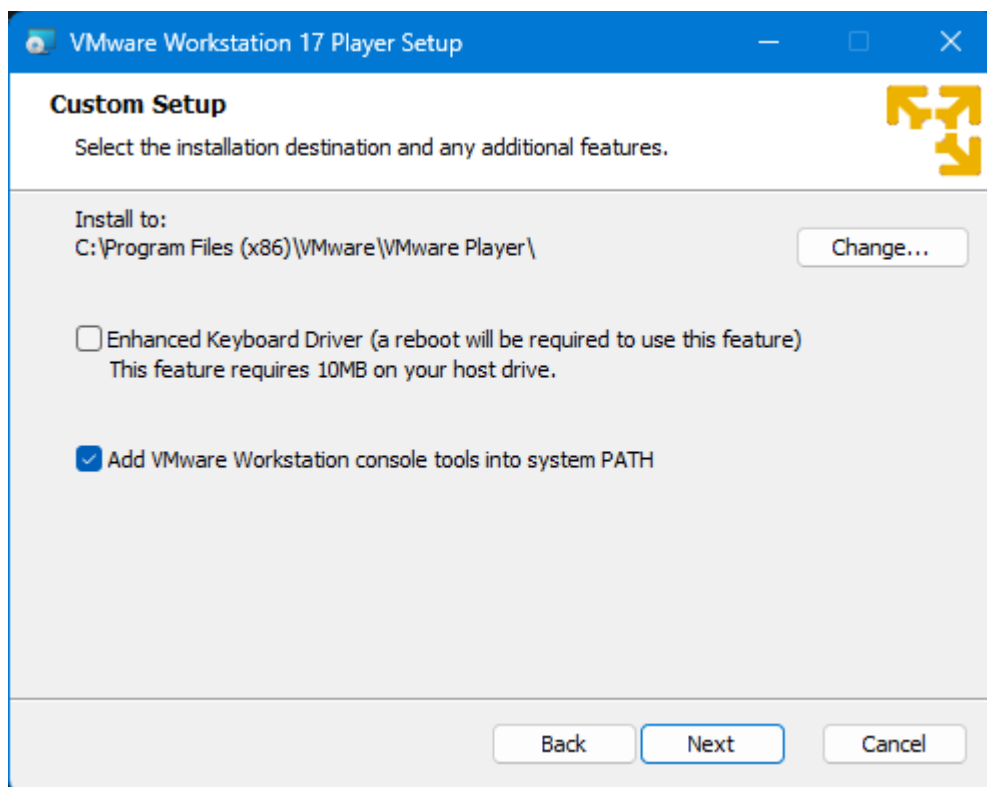 VMware Workstation 17 Player Setup
Custom Setup
Select the installation destination and any additional features.
Install to:
C:\Program Files (x86)\VMware\VMware Player\
Change...
Enhanced Keyboard Driver (a reboot will be required to use this feature)
This feature requires 10MB on your host drive.
Add VMware Workstation console tools into system PATH
Back
Next
Cancel